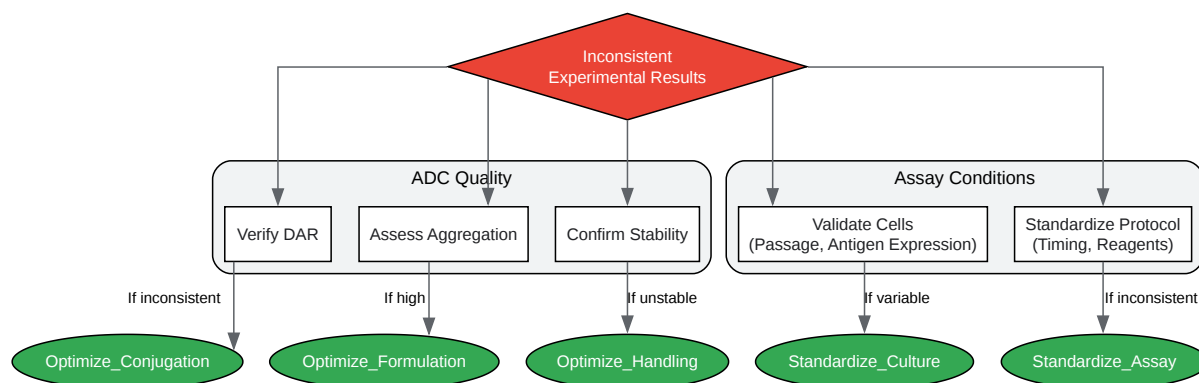 Inconsistent
Experimental Results
ADC Quality
Assay Conditions
Verify DAR
Assess Aggregation
Confirm Stability
Validate Cells
(Passage, Antigen Expression)
Standardize Protocol
(Timing, Reagents)
If inconsistent
If high
If unstable
If variable
If inconsistent
Optimize_Conjugation
Optimize_Formulation
Optimize_Handling
Standardize_Culture
Standardize_Assay